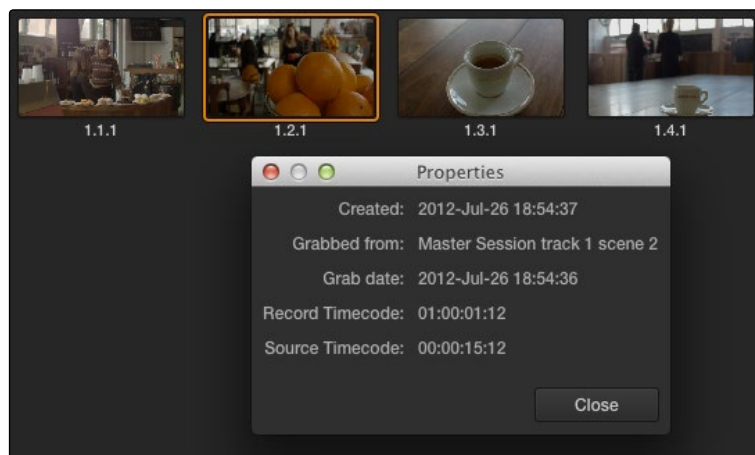 1.1.1
1.2.1
1.3.1
1.4.1
Properties
Created: 2012-Jul-26 18:54:37
Grabbed from: Master Session track 1 scene 2
Grab date: 2012-Jul-26 18:54:36
Record Timecode: 01:00:01:12
Source Timecode: 00:00:15:12
Close